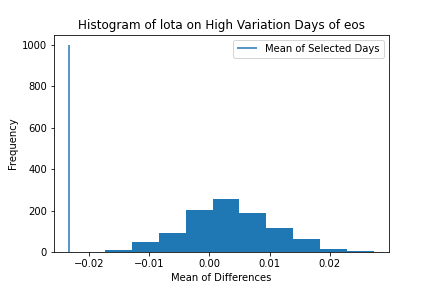 Histogram of lota on High Variation Days of eos
Mean of Selected Days
Frequency
1000
800
600
400
200
0
−0.02 −0.01 0.00 0.01 0.02
Mean of Differences